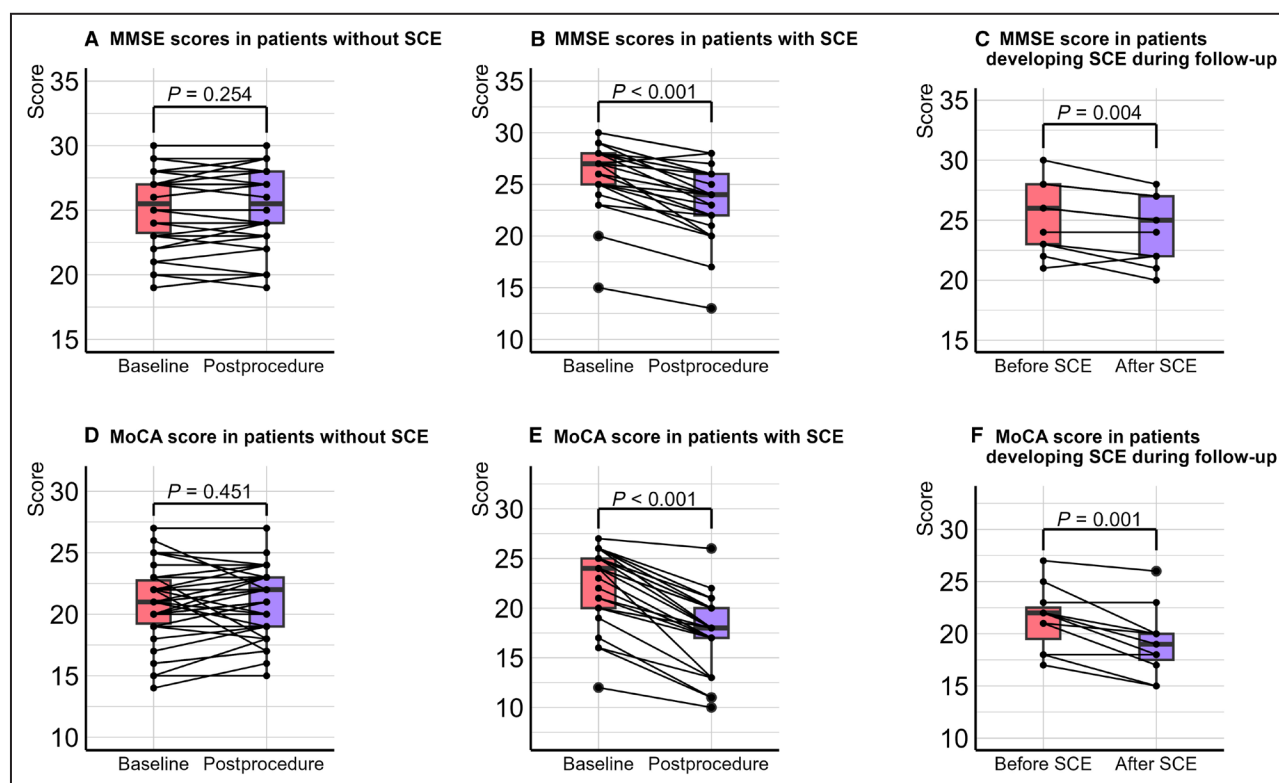 A MMSE scores in patients without SCE
Score
35
30
25
20
15
P = 0.254
Baseline Postprocedure
B MMSE scores in patients with SCE
Score
35
30
25
20
15
10
P < 0.001
Baseline Postprocedure
C MMSE score in patients
developing SCE during follow-up
Score
35
30
25
20
15
P = 0.004
Before SCE After SCE
D MoCA score in patients without SCE
Score
30
25
20
15
10
P = 0.451
Baseline Postprocedure
E MoCA score in patients with SCE
Score
30
25
20
15
10
P < 0.001
Baseline Postprocedure
F MoCA score in patients
developing SCE during follow-up
Score
30
25
20
15
10
P = 0.001
Before SCE After SCE